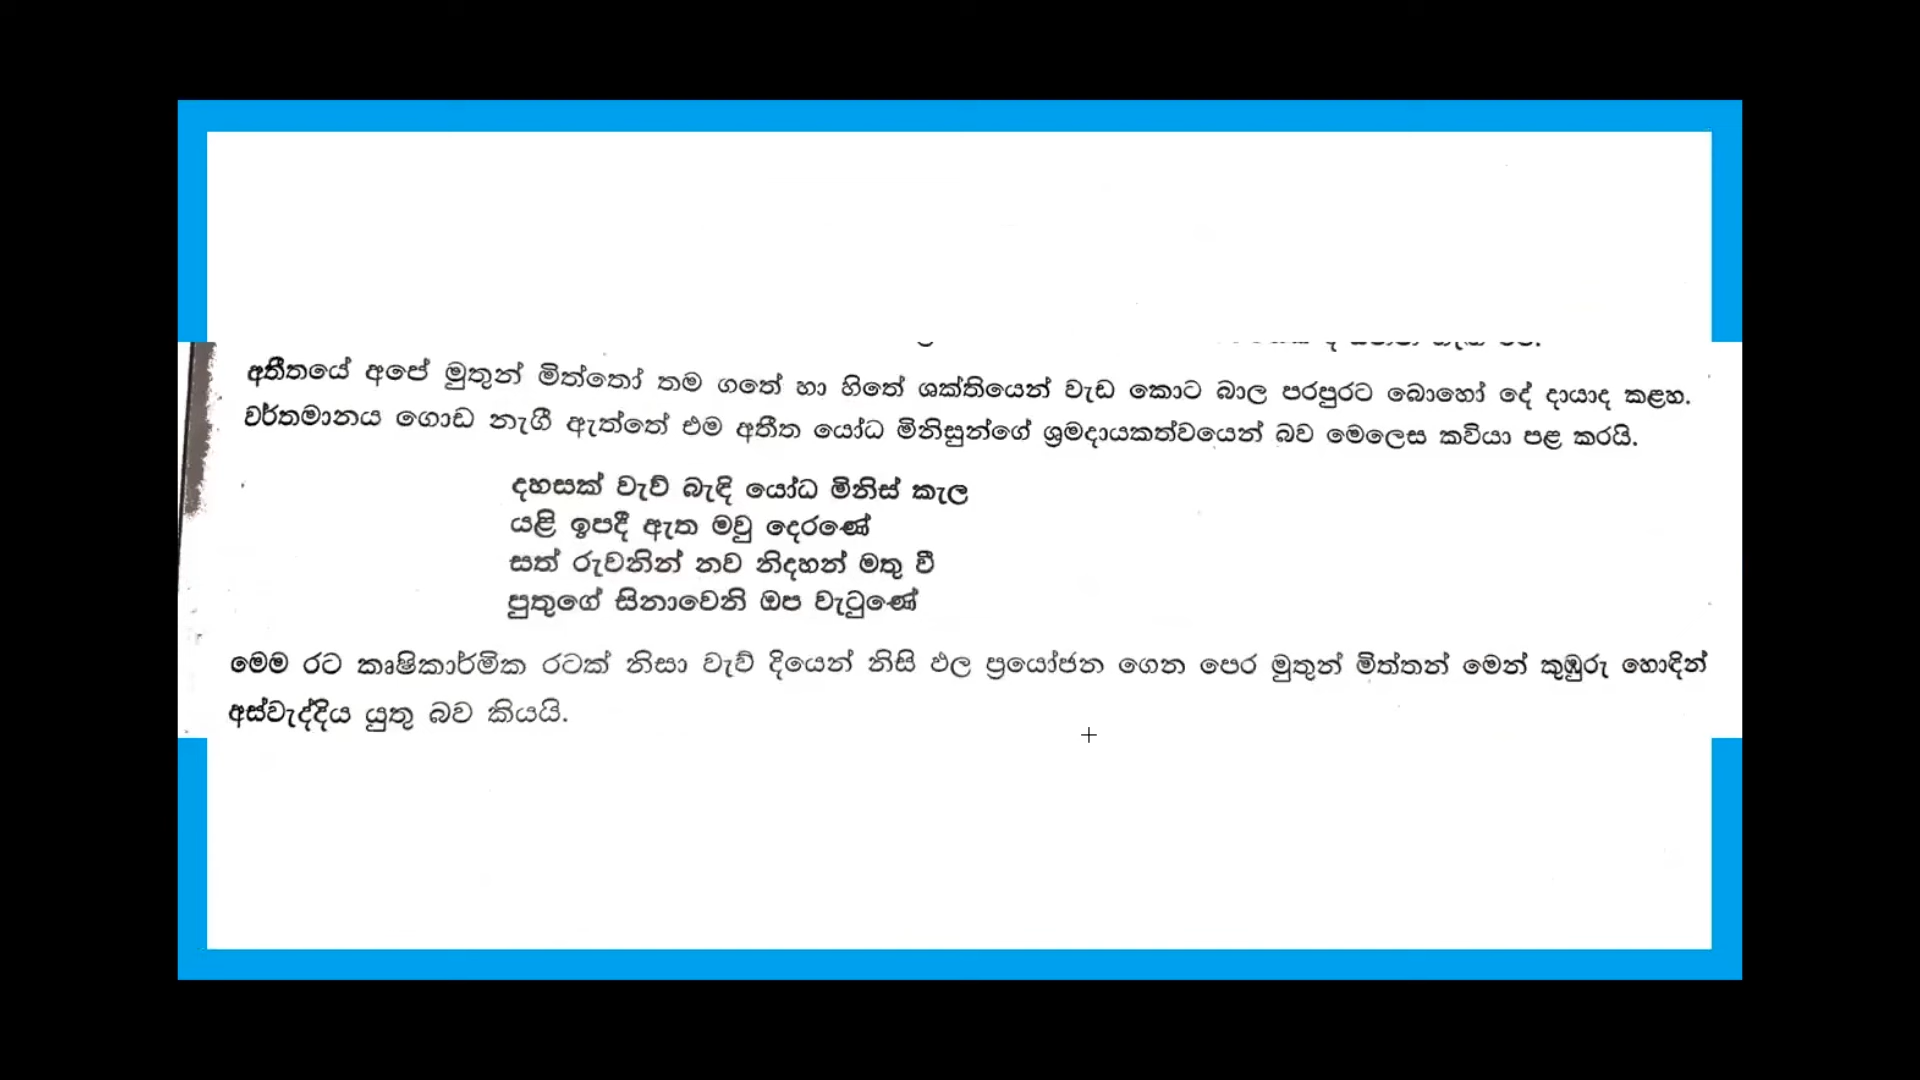 අතීතයේ අපේ මුතුන් මිත්තෝ තම ගතේ හා හිතේ ශක්තියෙන් වැඩ කොට බාල පරපුරට බොහෝ දේ දායාද කළහ.
වර්තමානය ගොඩ නැගී ඇත්තේ එම අතීත යෝධ මිනිසුන්ගේ ශ්‍රමදායකත්වයෙන් බව මෙලෙස කවියා පළ කරයි.
දහසක් වැව් බැඳි යෝධ මිනිස් කැල
යළි ඉපදී ඇත මවු දෙරණේ
සත් රුවනින් නව නිදහන් මතු වී
පුතුගේ සිනාවෙනි ඔප වැටුණේ
මෙම රට කෘෂිකාර්මික රටක් නිසා වැව් දියෙන් නිසි ඵල ප්‍රයෝජන ගෙන පෙර මුතුන් මිත්තන් මෙන් කුඹුරු හොඳින්
අස්වැද්දිය යුතු බව කියයි.